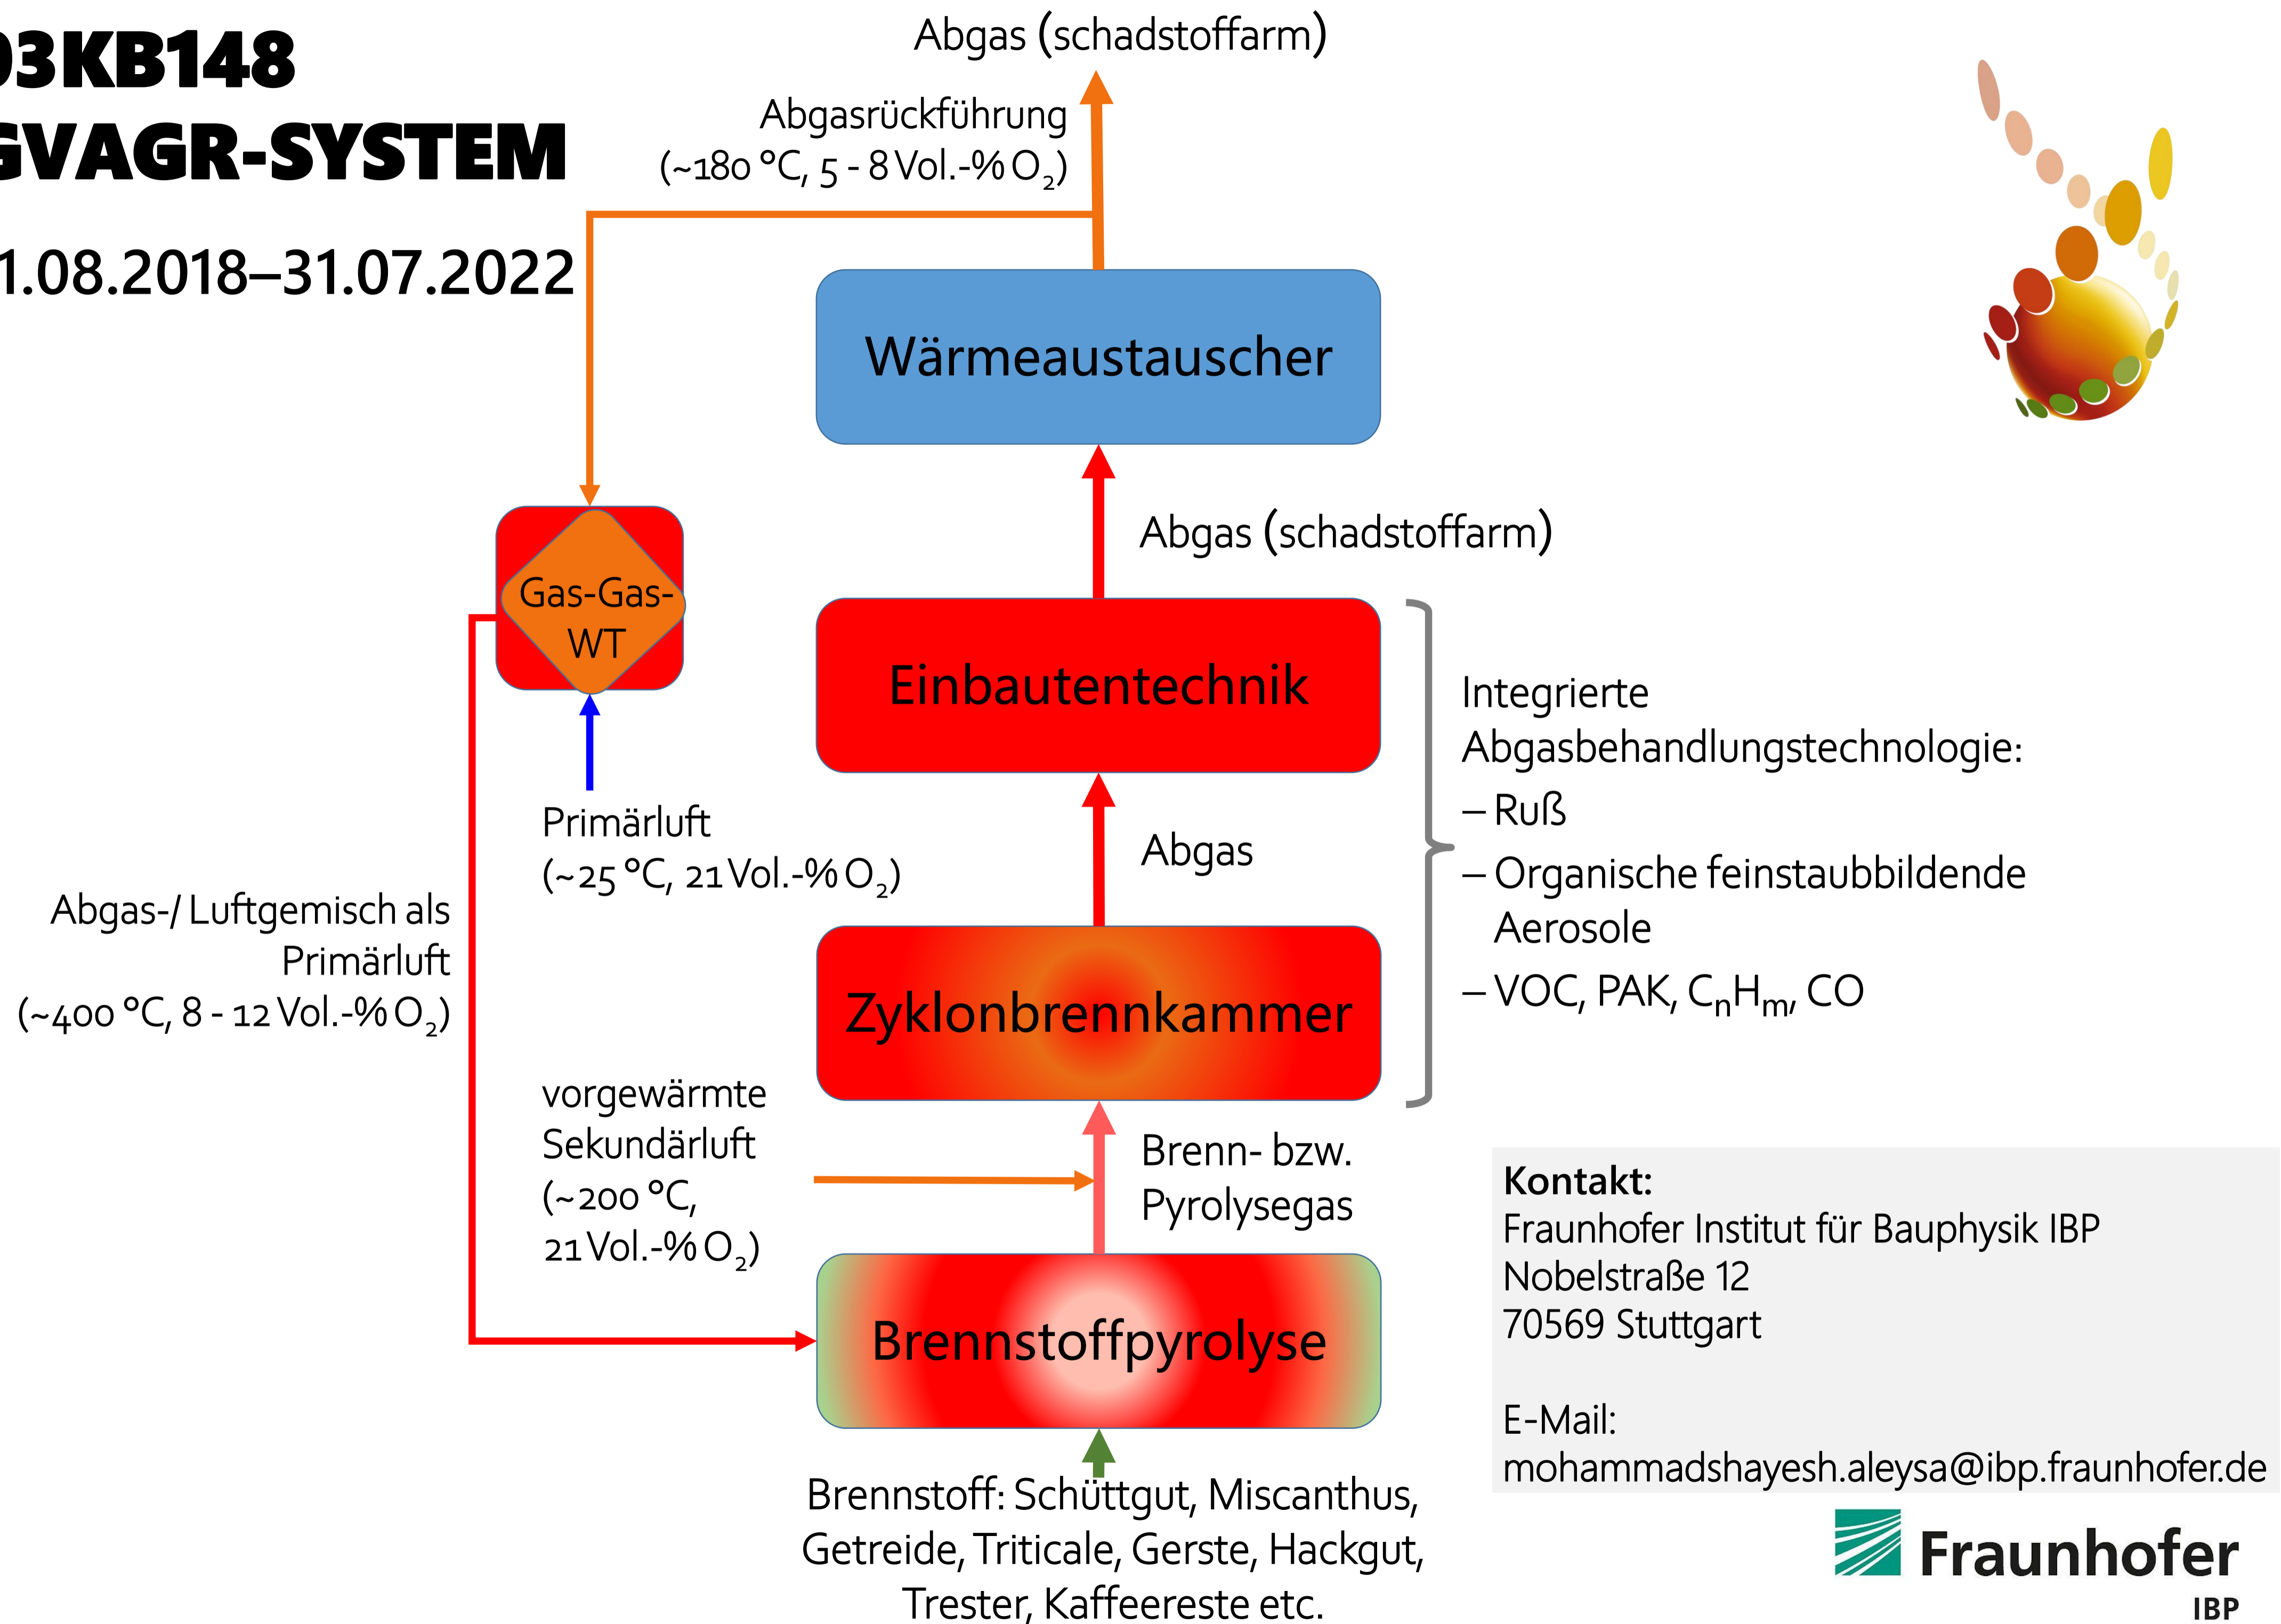 03KB148
GVAGR-SYSTEM
1.08.2018–31.07.2022
Abgas (schadstoffarm)
Abgasrückführung
(~180 °C, 5 - 8 Vol.-% O₂)
Wärmeaustauscher
Abgas (schadstoffarm)
Gas-Gas-
WT
Einbautentechnik
Integrierte
Abgasbehandlungstechnologie:
– Ruß
– Organische feinstaubbildende
Aerosole
– VOC, PAK, CₙHₘ, CO
Primärluft
(~25 °C, 21 Vol.-% O₂)
Abgas
Abgas-/ Luftgemisch als
Primärluft
(~400 °C, 8 - 12 Vol.-% O₂)
Zyklonbrennkammer
vorgewärmte
Sekundärluft
(~200 °C,
21 Vol.-% O₂)
Brenn- bzw.
Pyrolysegas
Brennstoffpyrolyse
Brennstoff: Schüttgut, Miscanthus,
Getreide, Triticale, Gerste, Hackgut,
Trester, Kaffeereste etc.
Kontakt:
Fraunhofer Institut für Bauphysik IBP
Nobelstraße 12
70569 Stuttgart
E-Mail:
mohammadshayesh.aleysa@ibp.fraunhofer.de
Fraunhofer
IBP